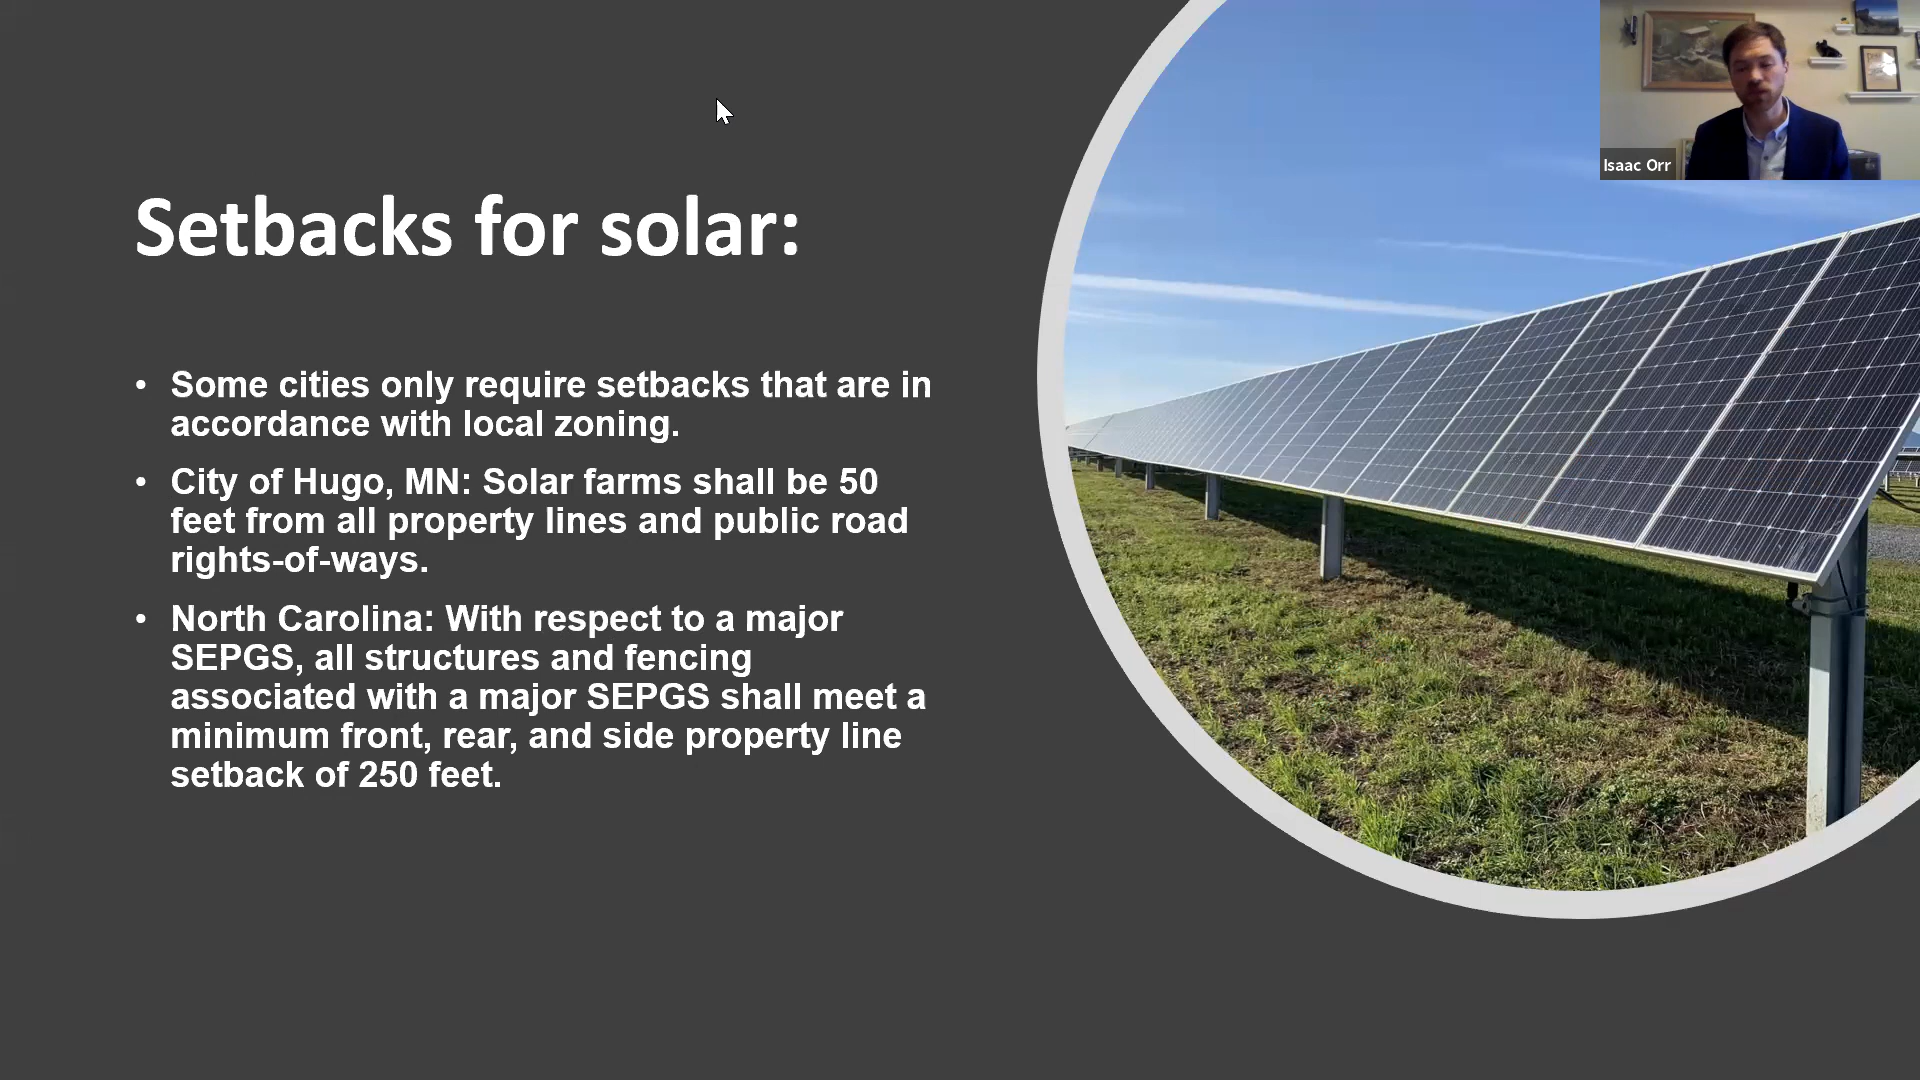 Isaac Orr
Setbacks for solar:
• Some cities only require setbacks that are in
accordance with local zoning.
• City of Hugo, MN: Solar farms shall be 50
feet from all property lines and public road
rights-of-ways.
• North Carolina: With respect to a major
SEPGS, all structures and fencing
associated with a major SEPGS shall meet a
minimum front, rear, and side property line
setback of 250 feet.